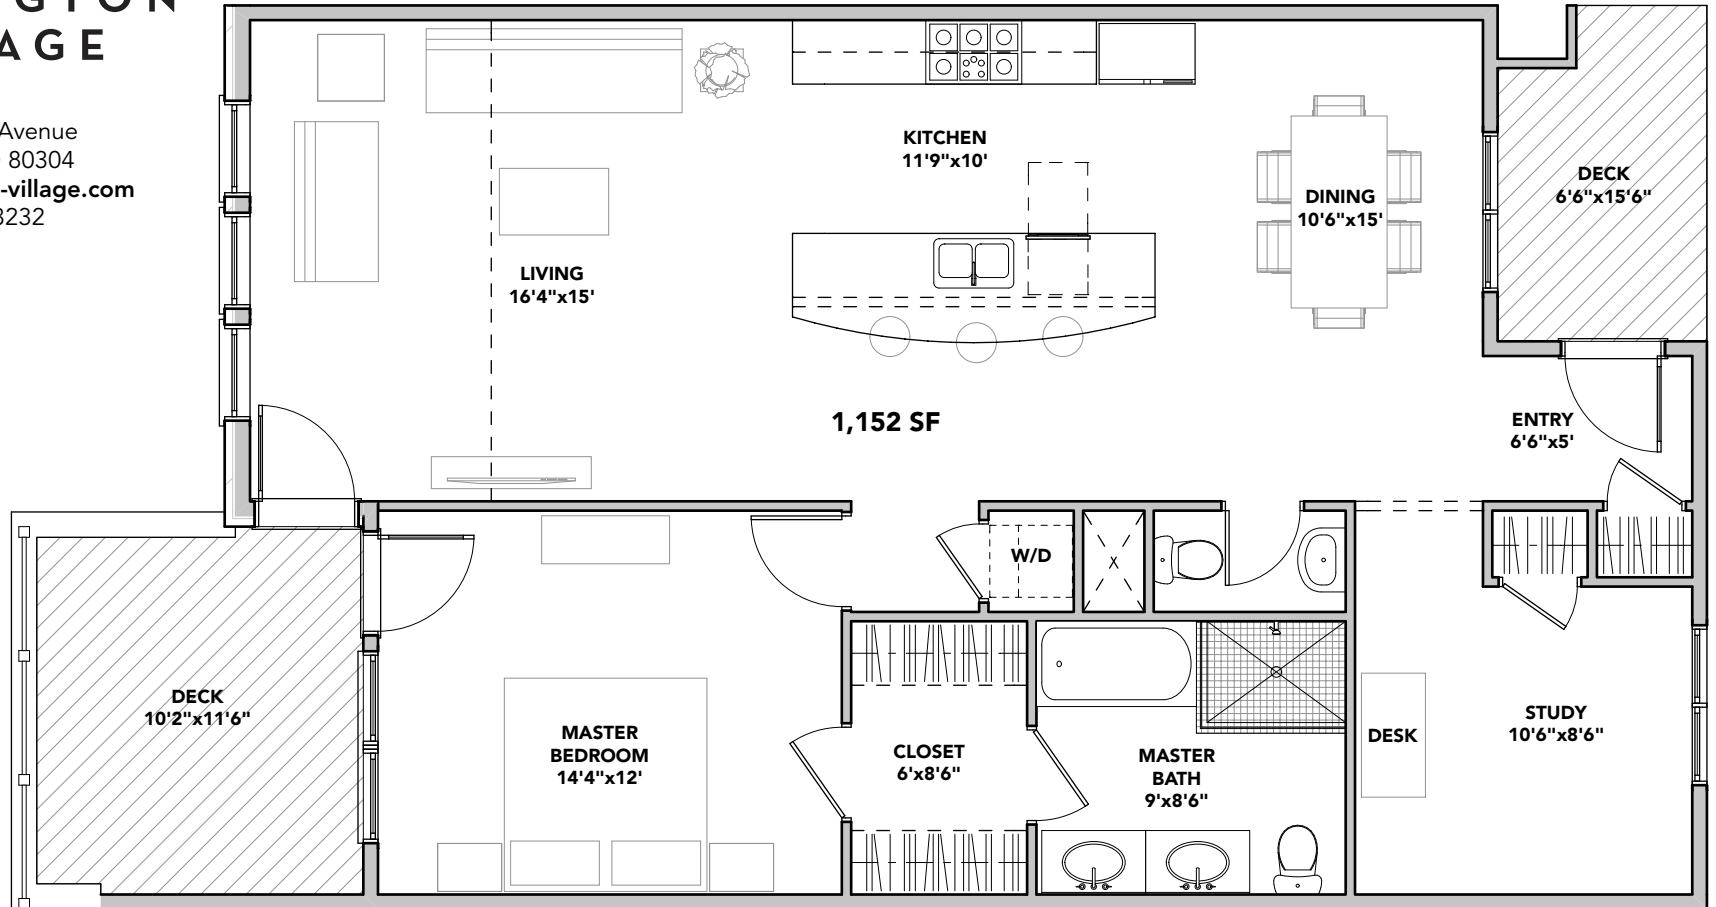 GTON
AGE
Avenue
80304
-village.com
3232
KITCHEN
11'9"x10'
DINING
10'6"x15'
DECK
6'6"x15'6"
LIVING
16'4"x15'
1,152 SF
ENTRY
6'6"x5'
W/D
DECK
10'2"x11'6"
MASTER
BEDROOM
14'4"x12'
CLOSET
6'x8'6"
MASTER
BATH
9'x8'6"
DESK
STUDY
10'6"x8'6"